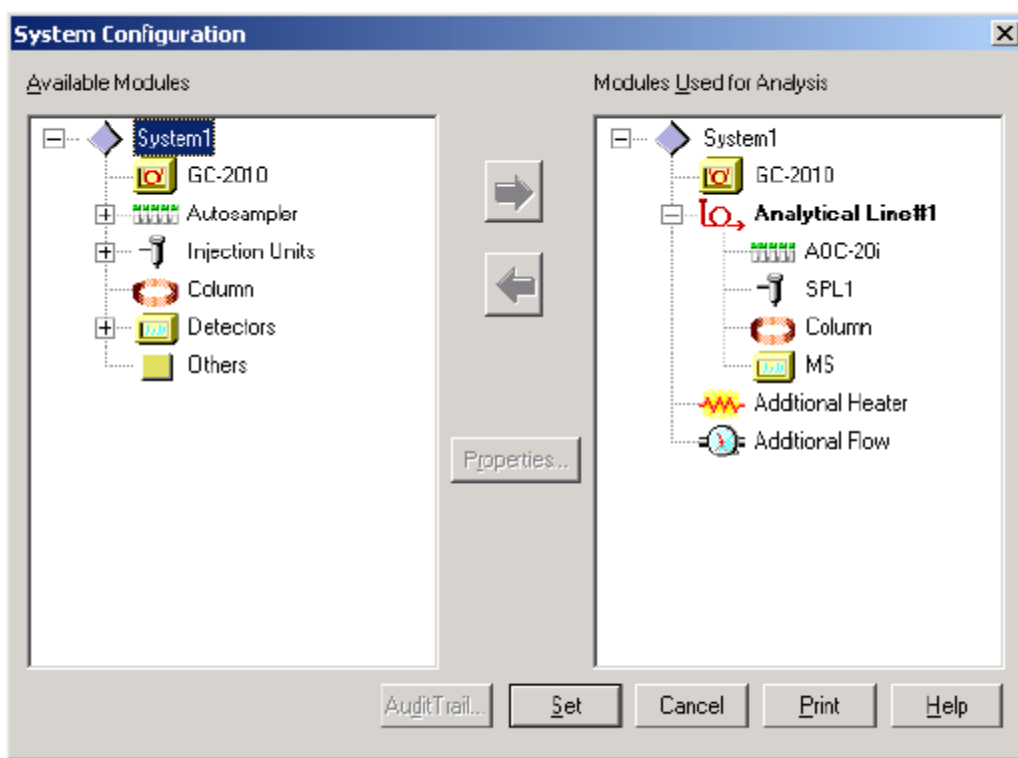 System Configuration
Available Modules
System1
GC-2010
Autosampler
Injection Units
Column
Detectors
Others
Properties...
Modules Used for Analysis
System1
GC-2010
Analytical Line#1
AOC-20i
SPL1
Column
MS
Addtional Heater
Addtional Flow
AuditTrail...
Set
Cancel
Print
Help